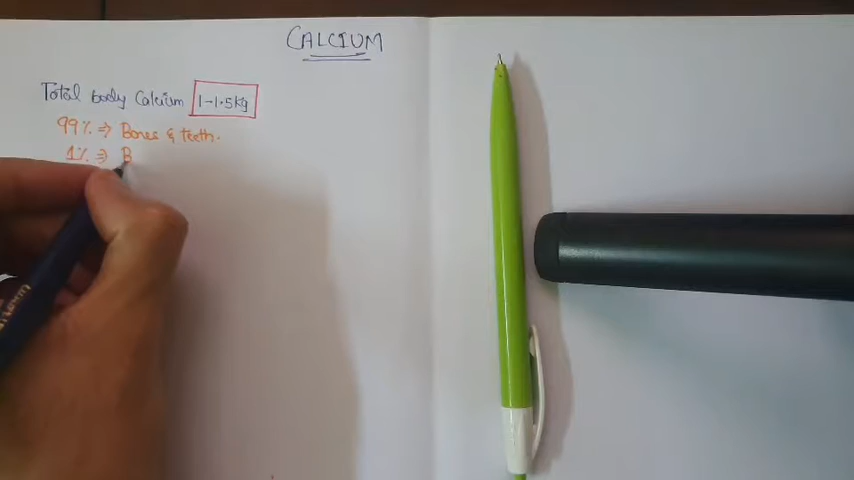 CALCIUM
Total body Calcium 1-1.5kg
99% ⇒ Bones & teeth.
1% ⇒ B